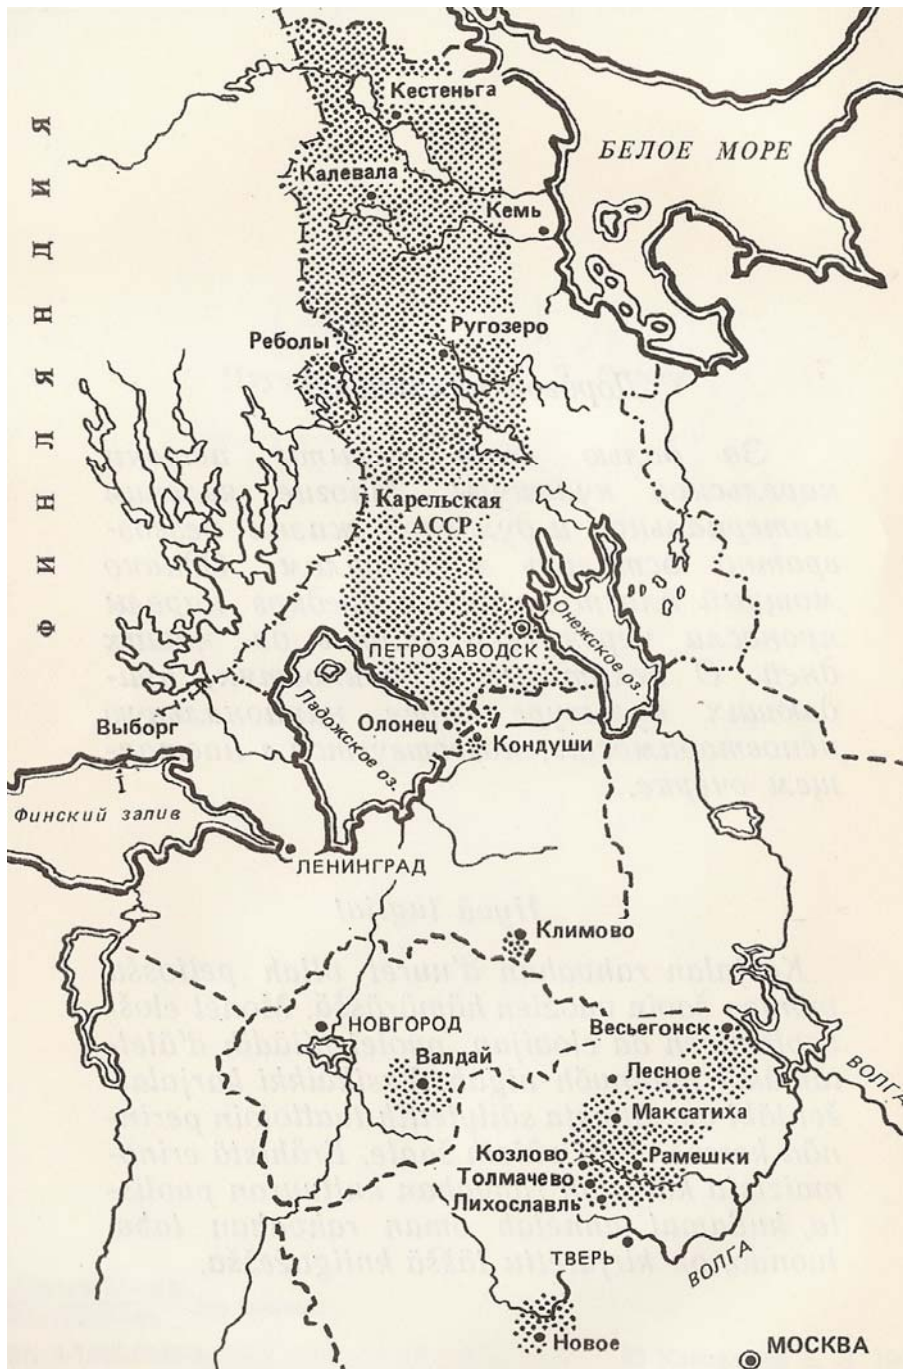 ФИНЛЯНДИЯ
Кестеньга
БЕЛОЕ МОРЕ
Калевала
Кемь
Реболы
Ругозеро
Карельская
АССР
Онежское оз.
ПЕТРОЗАВОДСК
Ладожское оз.
Олонец
Кондуши
Выборг
Финский залив
ЛЕНИНГРАД
Климово
НОВГОРОД
Весьегонск
Валдай
Лесное
ВОЛГА
Максатиха
Козлово
Рамешки
Толмачево
Лихославль
ТВЕРЬ
ВОЛГА
Новое
МОСКВА